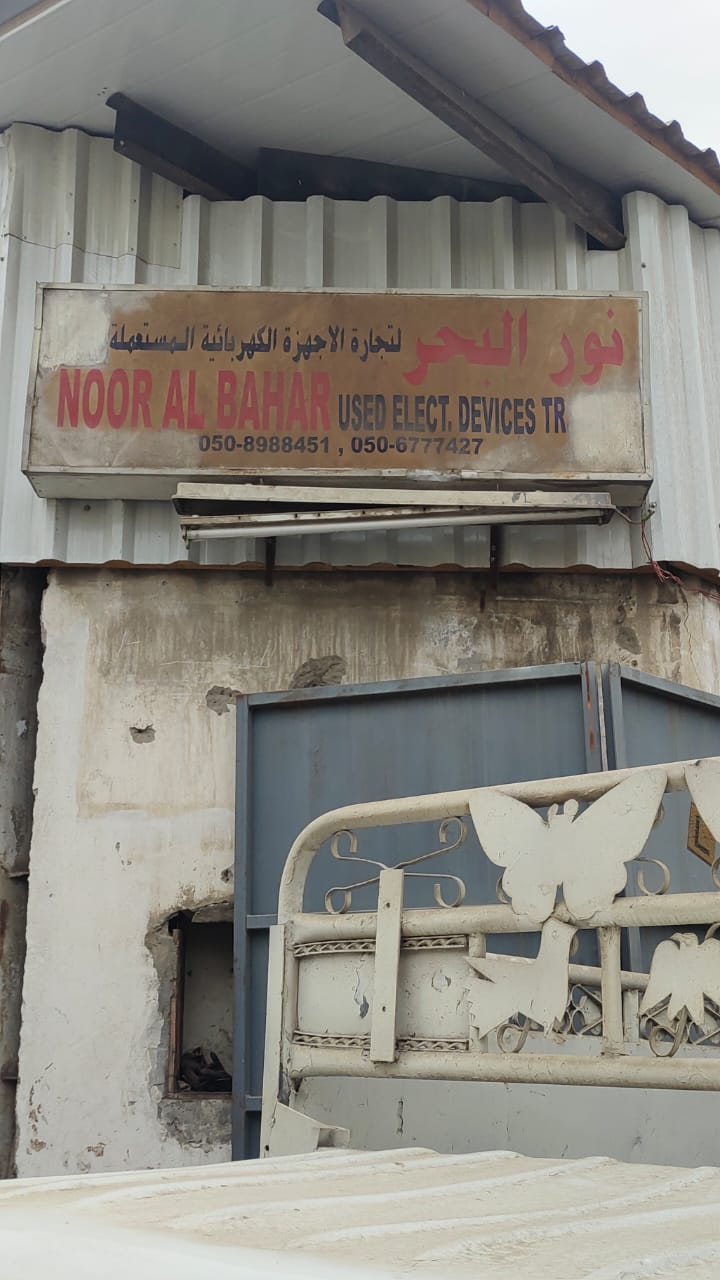 نور البحر لتجارة الاجهزة الكهربائية المستعملة
NOOR AL BAHAR USED ELECT. DEVICES TR
050-8988451 , 050-6777427